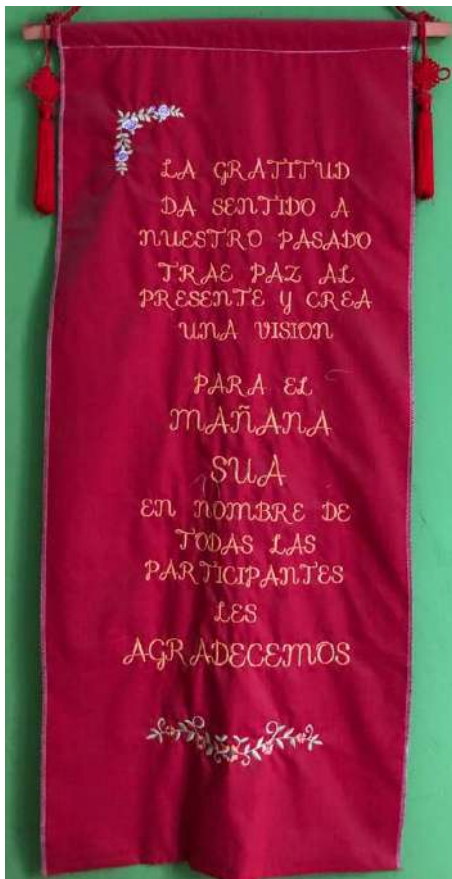 LA GRATITUD
DA SENTIDO A
NUESTRO PASADO
TRAE PAZ AL
PRESENTE Y CREA
UNA VISION
PARA EL
MAÑANA
SUA
EN NOMBRE DE
TODAS LAS
PARTICIPANTES
LES
AGRADECEMOS